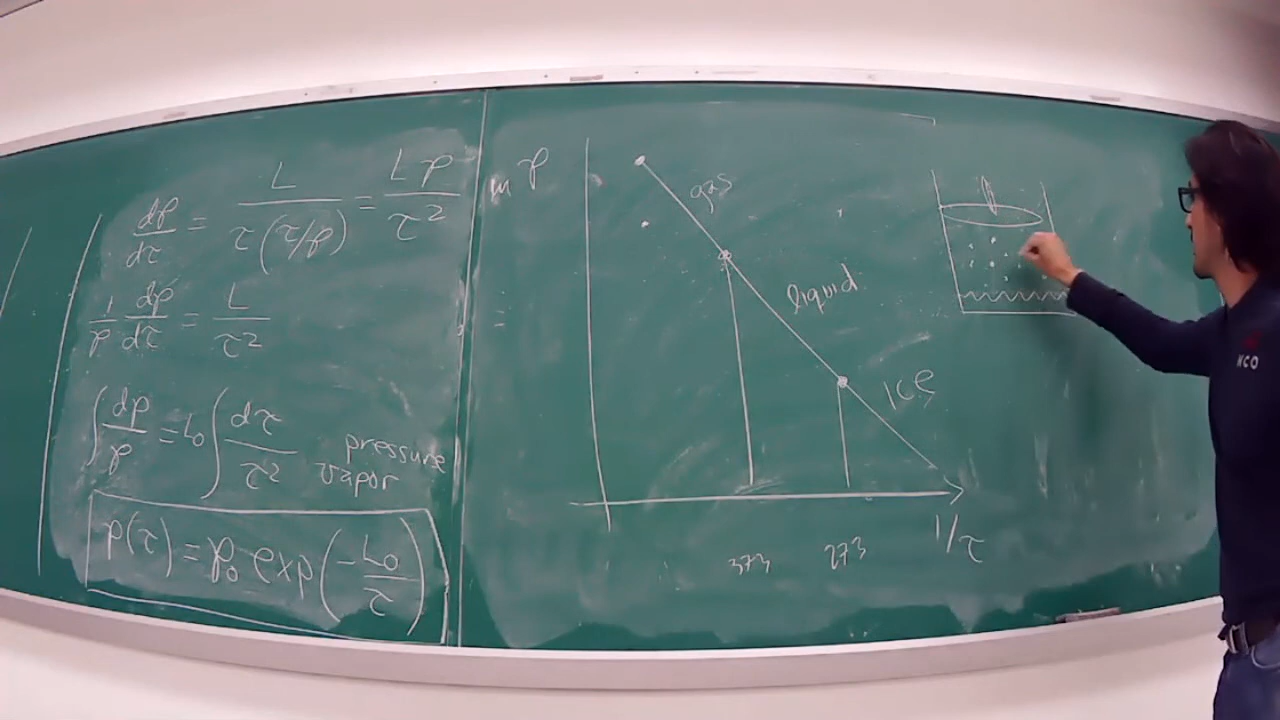 dp/dτ = L/(τ(τ/p)) = Lp/τ²
1/p dp/dτ = L/τ²
∫ dp/p = L₀ ∫ dτ/τ²
pressure
vapor
p(τ) = p₀ exp(-L₀/τ)
ln p
gas
liquid
ICE
373
273
1/τ
KCO